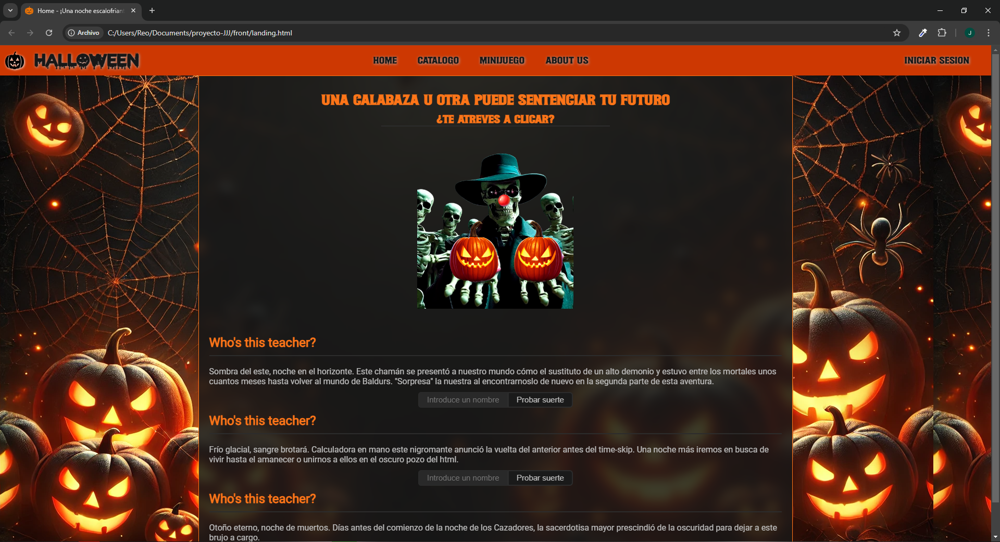 Home - ¡Una noche escalofriant
Archivo
C:/Users/Reo/Documents/proyecto-JJJ/front/landing.html
J
HALLOWEEN
HOME
CATALOGO
MINIJUEGO
ABOUT US
INICIAR SESION
UNA CALABAZA U OTRA PUEDE SENTENCIAR TU FUTURO
¿TE ATREVES A CLICAR?
Who's this teacher?
Sombra del este, noche en el horizonte. Este chamán se presentó a nuestro mundo cómo el sustituto de un alto demonio y estuvo entre los mortales unos
cuantos meses hasta volver al mundo de Baldurs. "Sorpresa" la nuestra al encontrarnoslo de nuevo en la segunda parte de esta aventura.
Introduce un nombre
Probar suerte
Who's this teacher?
Frío glacial, sangre brotará. Calculadora en mano este nigromante anunció la vuelta del anterior antes del time-skip. Una noche más iremos en busca de
vivir hasta el amanecer o unirnos a ellos en el oscuro pozo del html.
Introduce un nombre
Probar suerte
Who's this teacher?
Otoño eterno, noche de muertos. Días antes del comienzo de la noche de los Cazadores, la sacerdotisa mayor prescindió de la oscuridad para dejar a este
brujo a cargo.